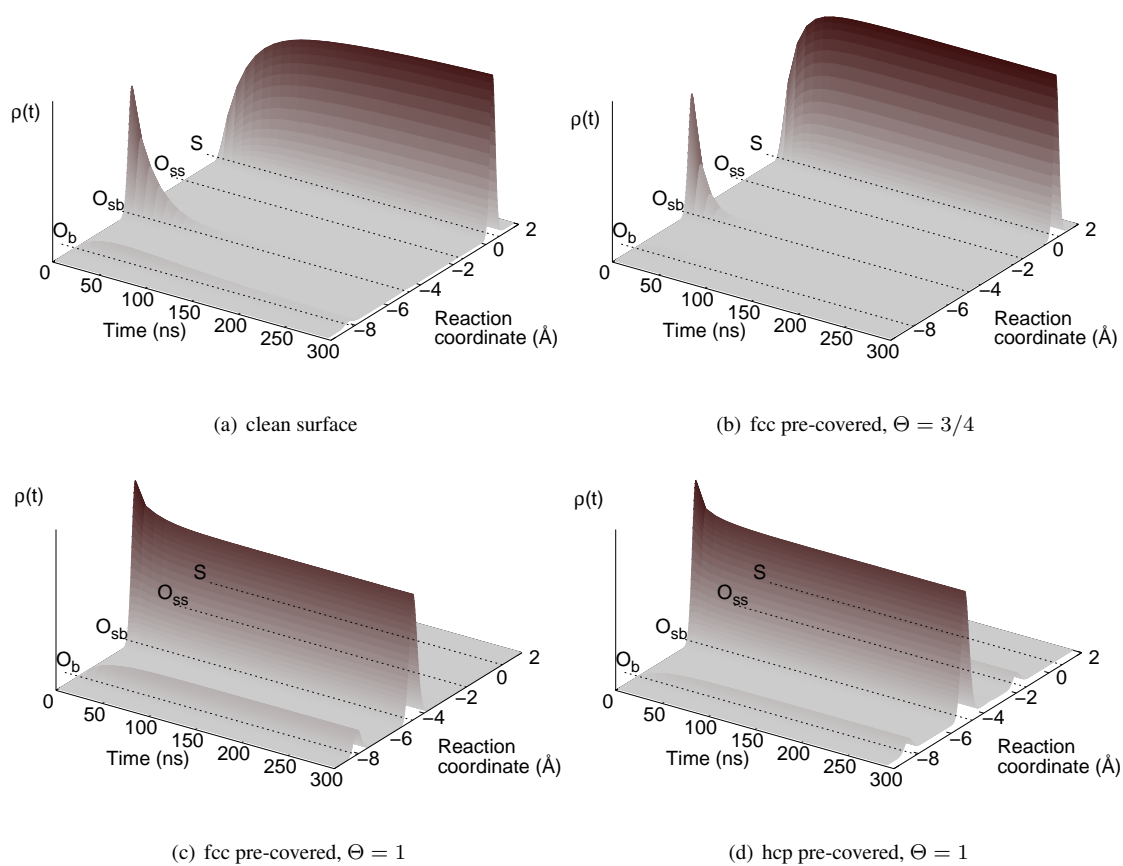 ρ(t)
S
O_ss
O_sb
O_b
0
50
100
150
200
250
300
Time (ns)
−8
−6
−4
−2
0
2
Reaction
coordinate (Å)
(a) clean surface
ρ(t)
S
O_ss
O_sb
O_b
0
50
100
150
200
250
300
Time (ns)
−8
−6
−4
−2
0
2
Reaction
coordinate (Å)
(b) fcc pre-covered, Θ = 3/4
ρ(t)
S
O_ss
O_sb
O_b
0
50
100
150
200
250
300
Time (ns)
−8
−6
−4
−2
0
2
Reaction
coordinate (Å)
(c) fcc pre-covered, Θ = 1
ρ(t)
S
O_ss
O_sb
O_b
0
50
100
150
200
250
300
Time (ns)
−8
−6
−4
−2
0
2
Reaction
coordinate (Å)
(d) hcp pre-covered, Θ = 1